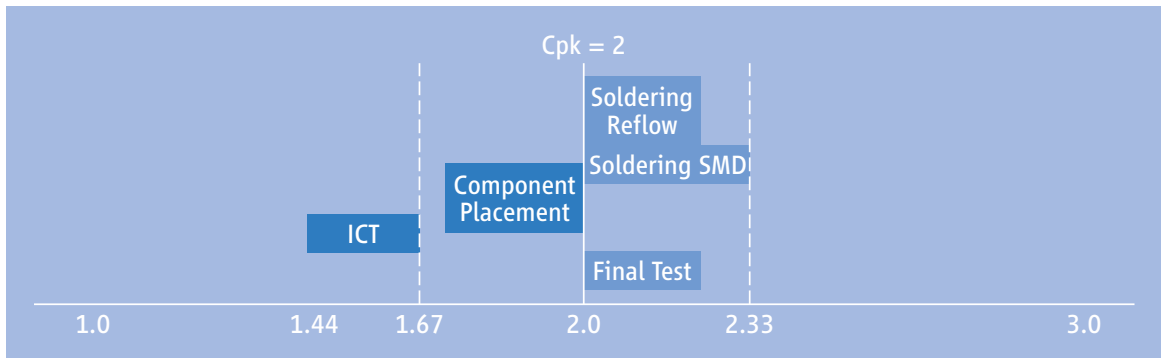 Cpk = 2
Soldering
Reflow
Soldering SMD
Component
Placement
ICT
Final Test
1.0 1.44 1.67 2.0 2.33 3.0